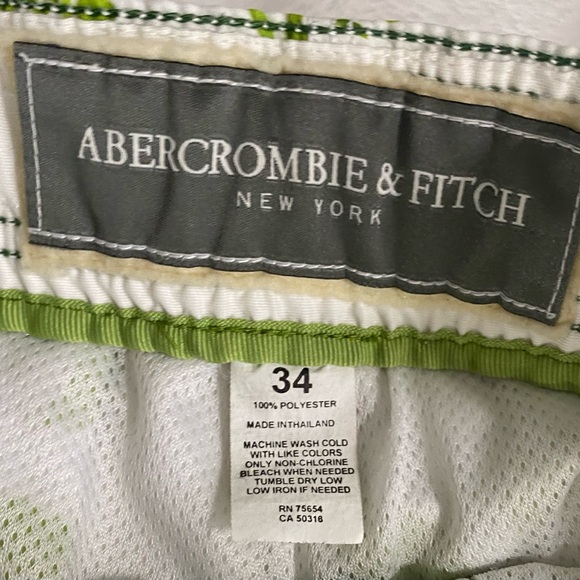 ABERCROMBIE & FITCH
NEW YORK
34
100% POLYESTER
MADE IN THAILAND
MACHINE WASH COLD
WITH LIKE COLORS
ONLY NON-CHLORINE
BLEACH WHEN NEEDED
TUMBLE DRY LOW
LOW IRON IF NEEDED
RN 75654
CA 50316